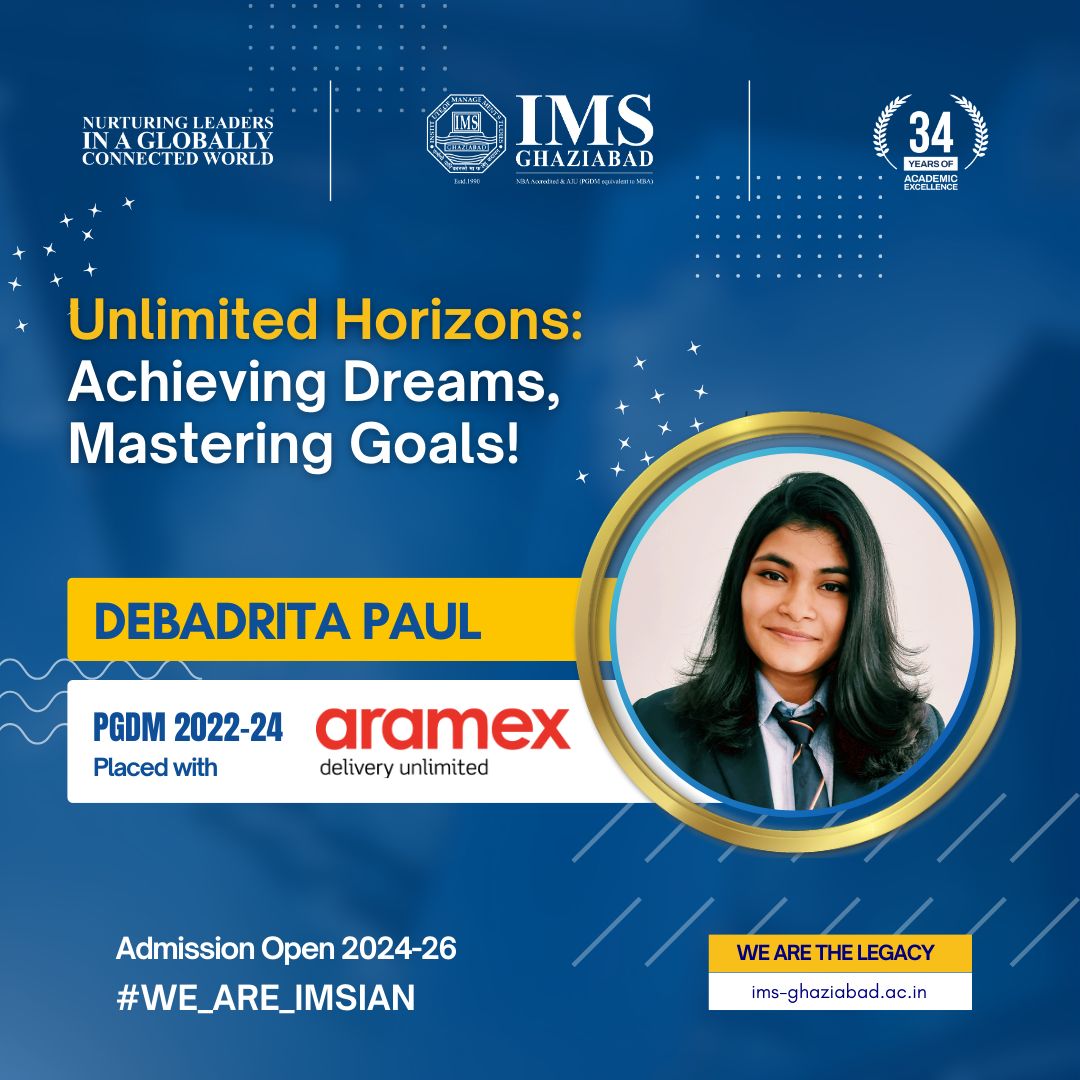 NURTURING LEADERS
IN A GLOBALLY
CONNECTED WORLD
IMS
GHAZIABAD
Estd.1990
IMS
GHAZIABAD
NBA Accredited & AIU (PGDM equivalent to MBA)
34
YEARS OF
ACADEMIC
EXCELLENCE
Unlimited Horizons:
Achieving Dreams,
Mastering Goals!
DEBADRITA PAUL
PGDM 2022-24
Placed with
aramex
delivery unlimited
Admission Open 2024-26
#WE_ARE_IMSIAN
WE ARE THE LEGACY
ims-ghaziabad.ac.in